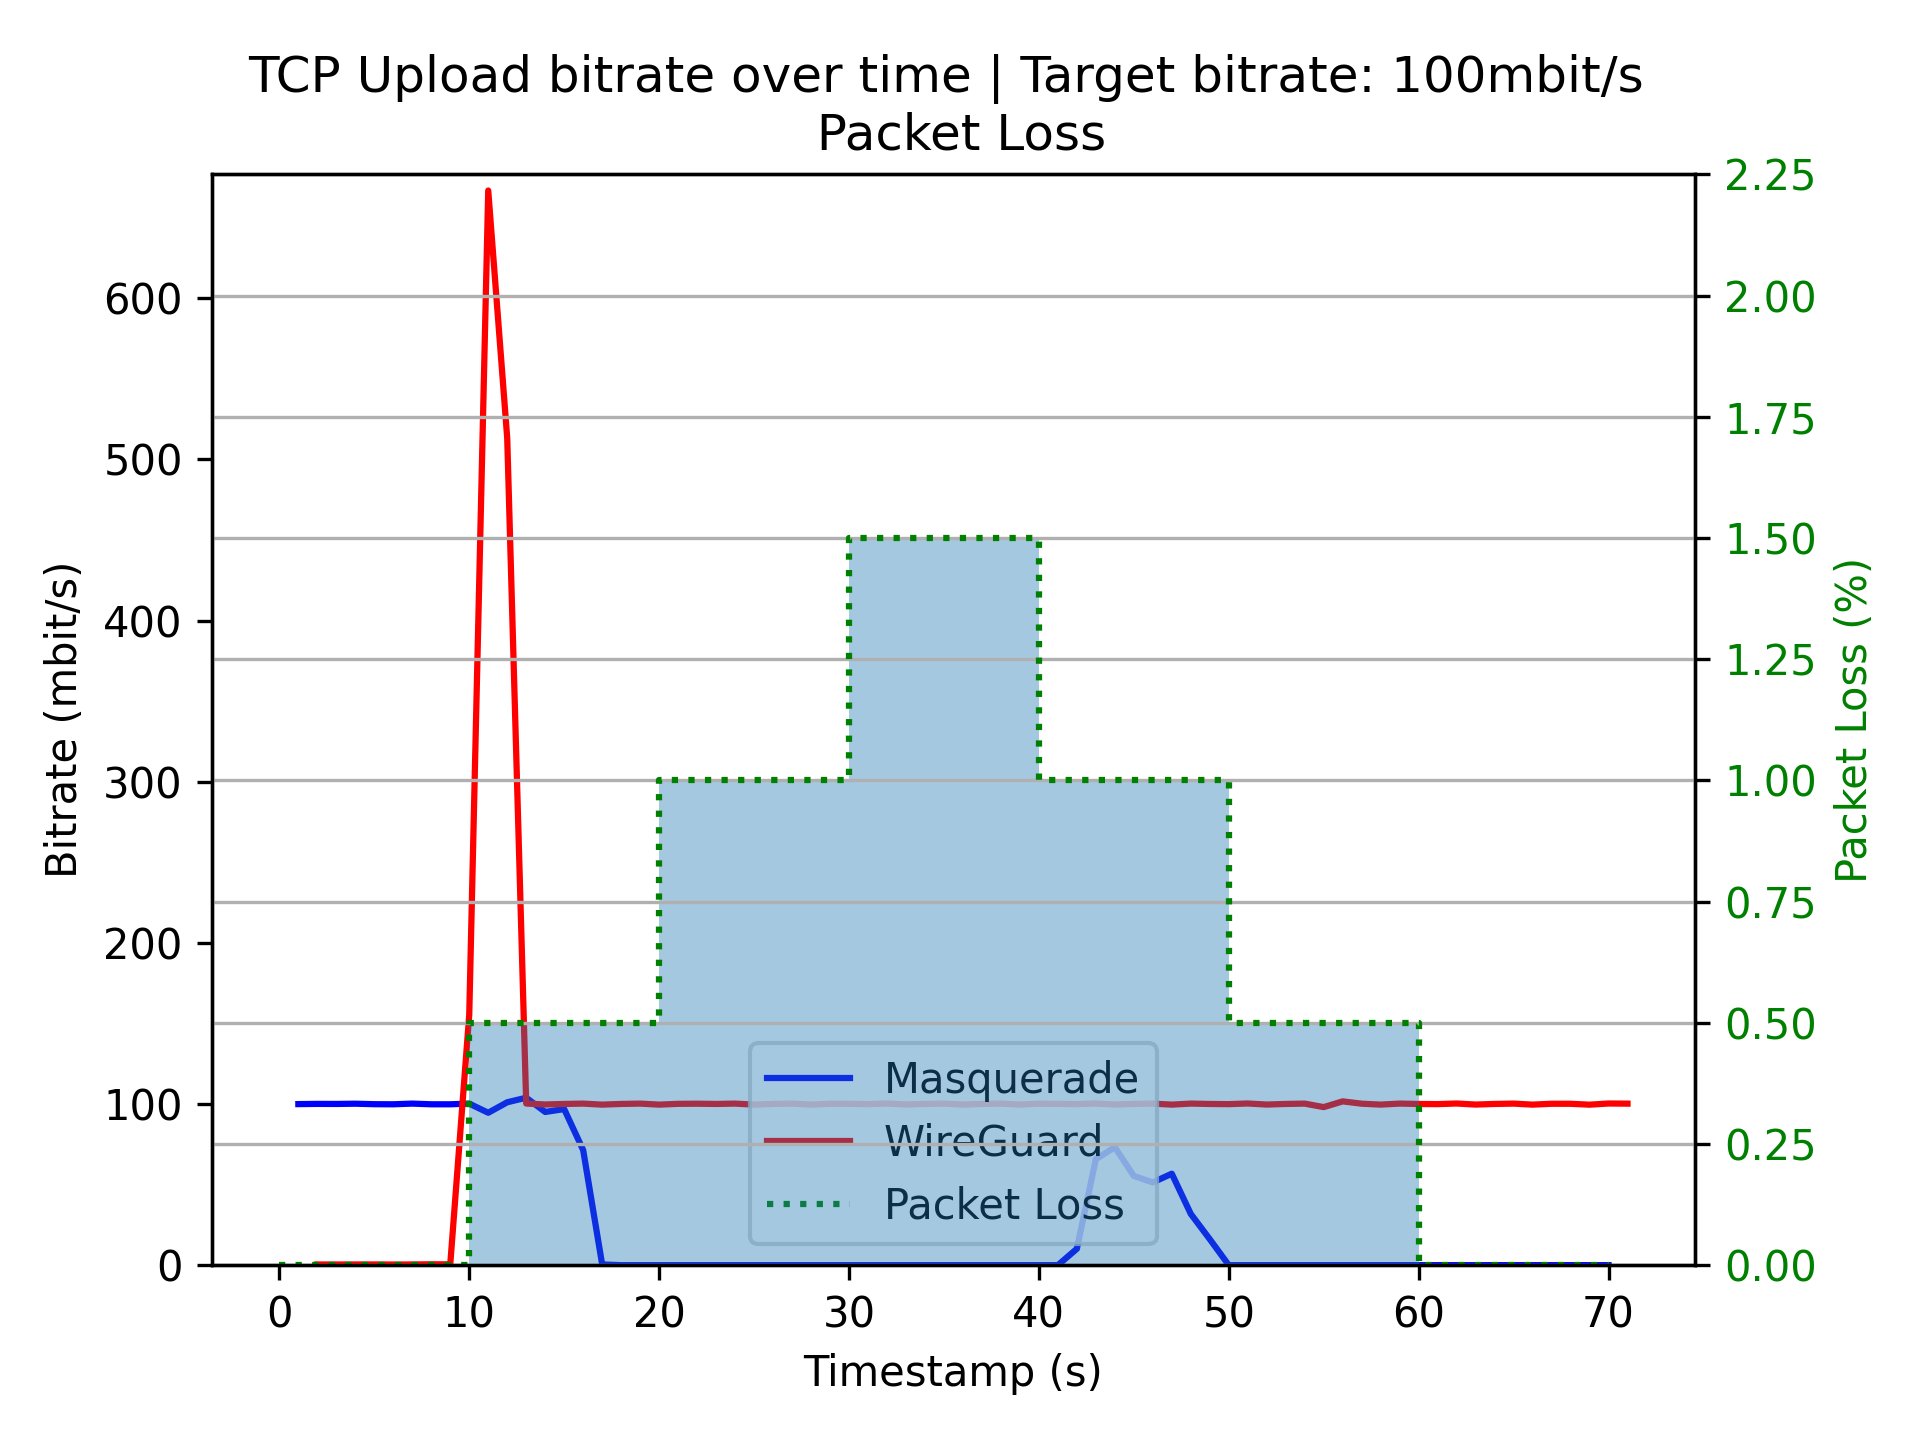 TCP Upload bitrate over time | Target bitrate: 100mbit/s
Packet Loss
Bitrate (mbit/s)
600
500
400
300
200
100
0
2.25
2.00
1.75
1.50
1.25
1.00
0.75
0.50
0.25
0.00
Packet Loss (%)
Masquerade
WireGuard
Packet Loss
0 10 20 30 40 50 60 70
Timestamp (s)